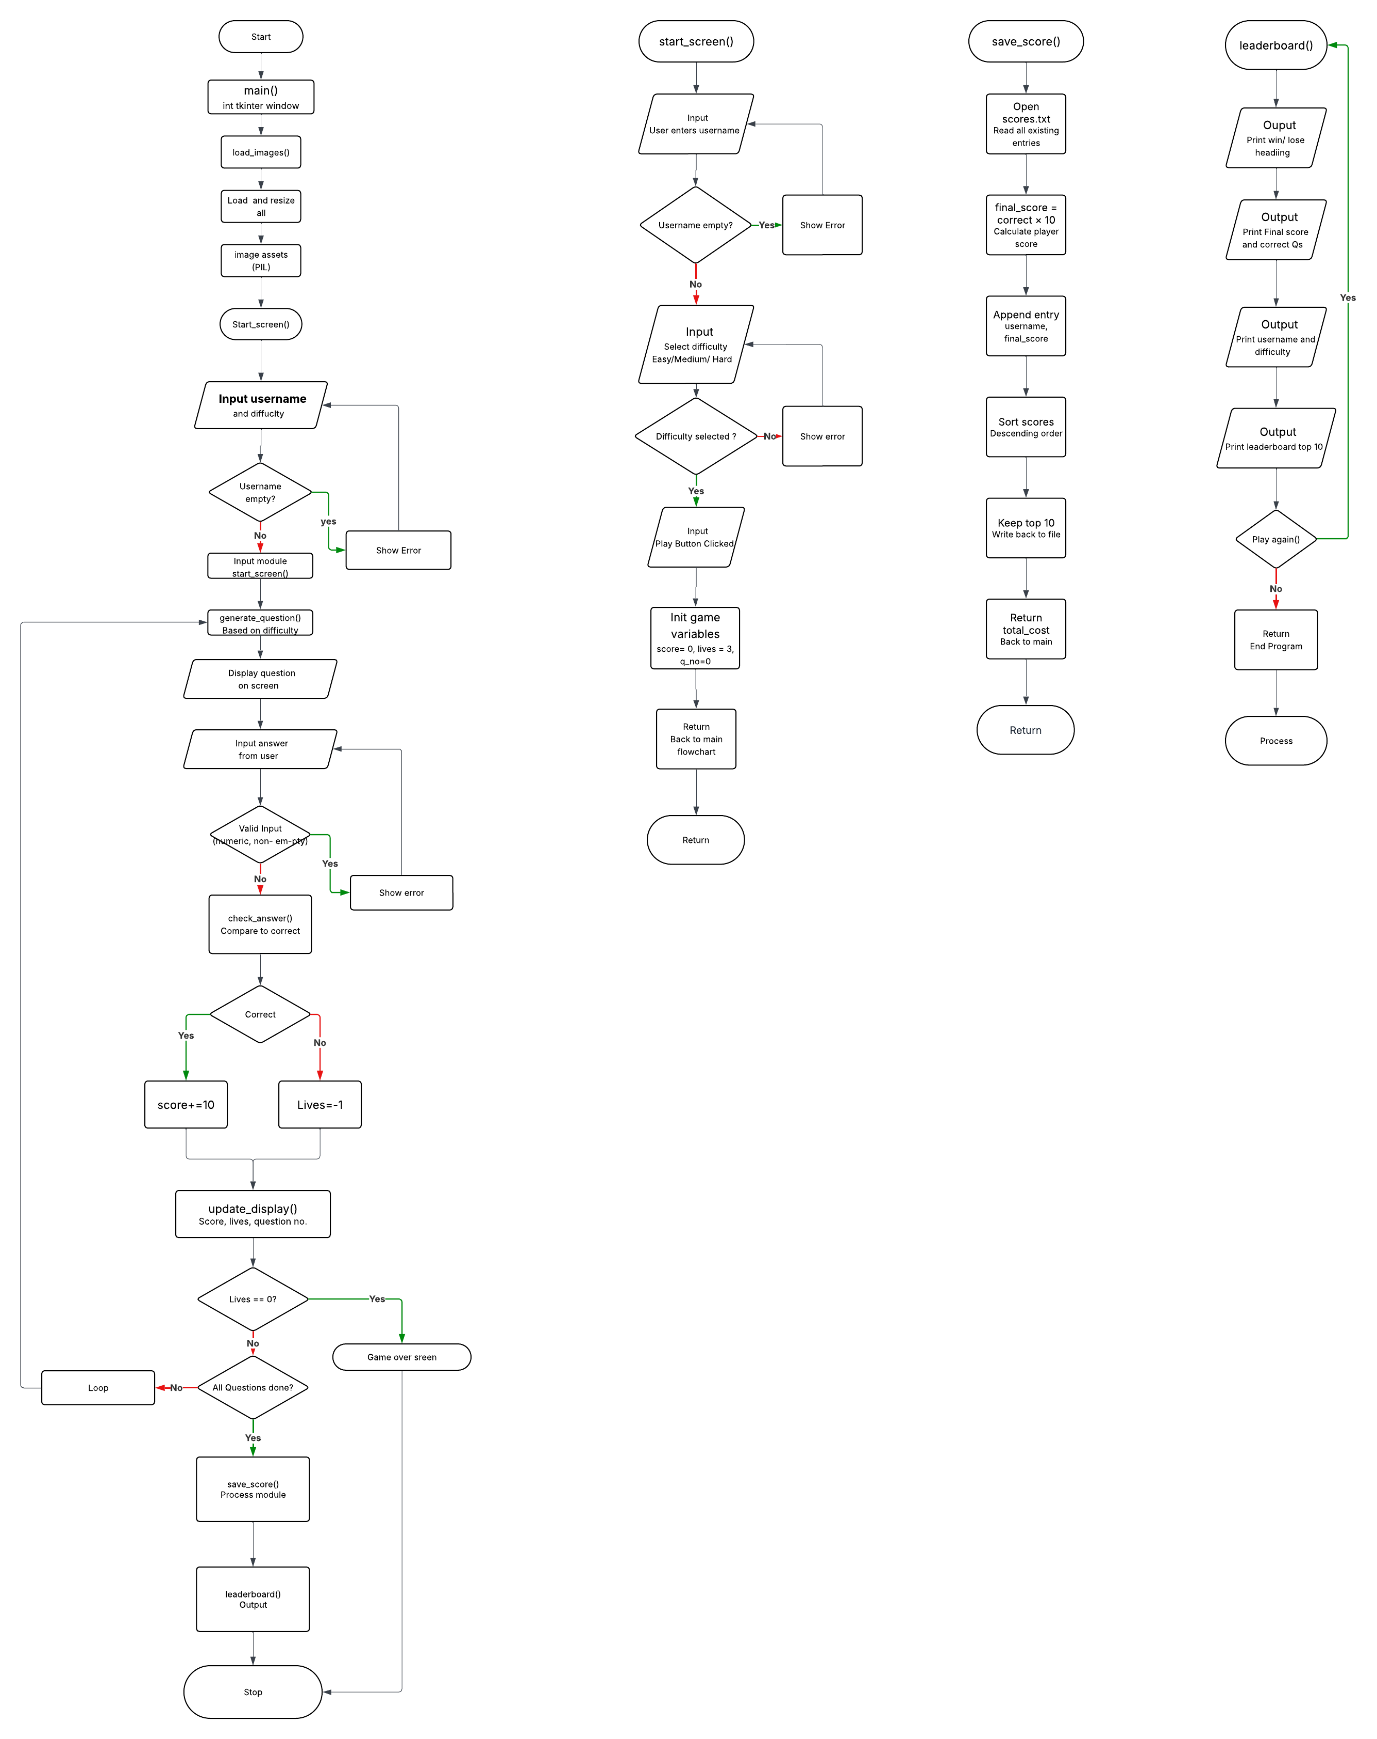 Start
main()
int tkinter window
load_images()
Load and resize
all
image assets
(PIL)
Start_screen()
Input username
and diffuclty
Username
empty?
yes
No
Show Error
Input module
start_screen()
generate_question()
Based on difficulty
Display question
on screen
Input answer
from user
Valid Input
(numeric, non- em-pty)
Yes
No
Show error
check_answer()
Compare to correct
Correct
Yes
No
score+=10
Lives=-1
update_display()
Score, lives, question no.
Lives == 0?
Yes
No
Game over sreen
All Questions done?
No
Loop
Yes
save_score()
Process module
leaderboard()
Output
Stop
start_screen()
Input
User enters username
Username empty?
Yes
Show Error
No
Input
Select difficulty
Easy/Medium/ Hard
Difficulty selected ?
No
Show error
Yes
Input
Play Button Clicked
Init game
variables
score= 0, lives = 3,
q_no=0
Return
Back to main
flowchart
Return
save_score()
Open
scores.txt
Read all existing
entries
final_score =
correct × 10
Calculate player
score
Append entry
username,
final_score
Sort scores
Descending order
Keep top 10
Write back to file
Return
total_cost
Back to main
Return
leaderboard()
Ouput
Print win/ lose
headiing
Output
Print Final score
and correct Qs
Output
Print username and
difficulty
Output
Print leaderboard top 10
Play again()
Yes
No
Return
End Program
Process